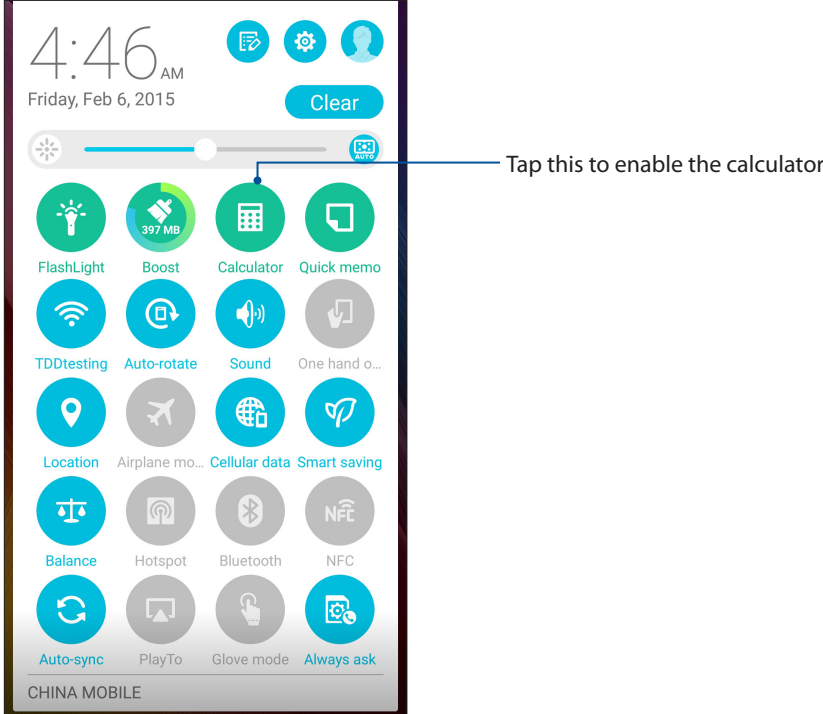 4:46 AM
Friday, Feb 6, 2015
Clear
AUTO
Tap this to enable the calculator
397 MB
FlashLight Boost Calculator Quick memo
TDDtesting Auto-rotate Sound One hand o...
Location Airplane mo... Cellular data Smart saving
NFC
Balance Hotspot Bluetooth NFC
Auto-sync PlayTo Glove mode Always ask
CHINA MOBILE